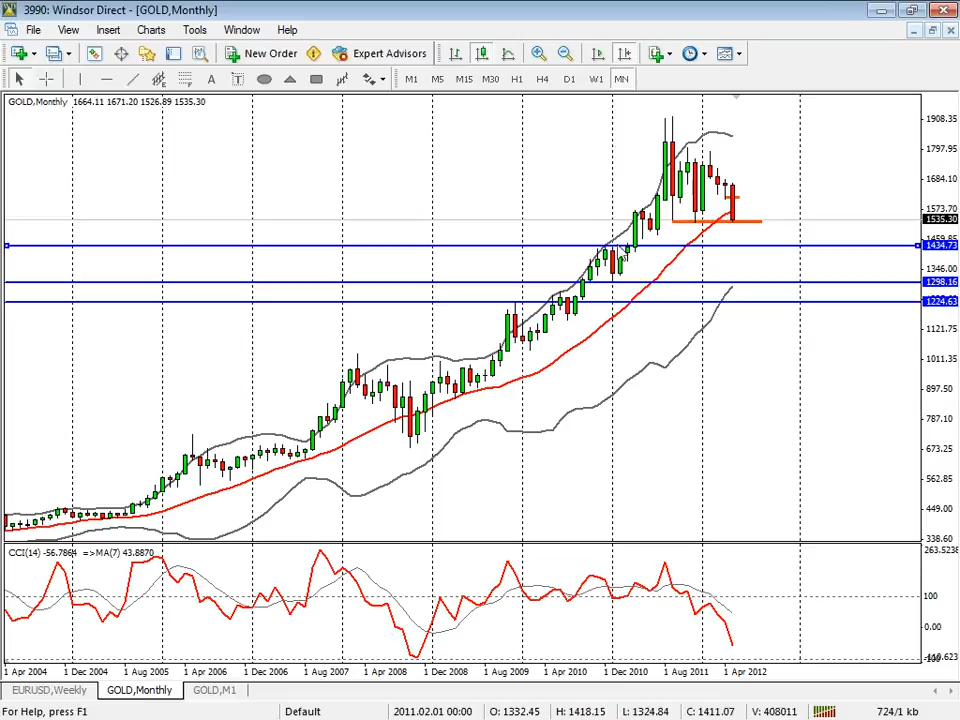 3990: Windsor Direct - [GOLD,Monthly]
File View Insert Charts Tools Window Help
New Order Expert Advisors
A T M1 M5 M15 M30 H1 H4 D1 W1 MN
GOLD,Monthly 1664.11 1671.20 1526.89 1535.30
1908.35
1797.95
1684.10
1573.70
1535.30
1459.85
1434.73
1346.00
1298.16
1224.63
1121.75
1011.35
897.50
787.10
673.25
562.85
449.00
338.60
CCI(14) -56.7864 =>MA(7) 43.8870
263.5238
100
0.00
1 Apr 2004 1 Dec 2004 1 Aug 2005 1 Apr 2006 1 Dec 2006 1 Aug 2007 1 Apr 2008 1 Dec 2008 1 Aug 2009 1 Apr 2010 1 Dec 2010 1 Aug 2011 1 Apr 2012
EURUSD,Weekly GOLD,Monthly GOLD,M1
For Help, press F1 Default 2011.02.01 00:00 O: 1332.45 H: 1418.15 L: 1324.84 C: 1411.07 V: 408011 724/1 kb